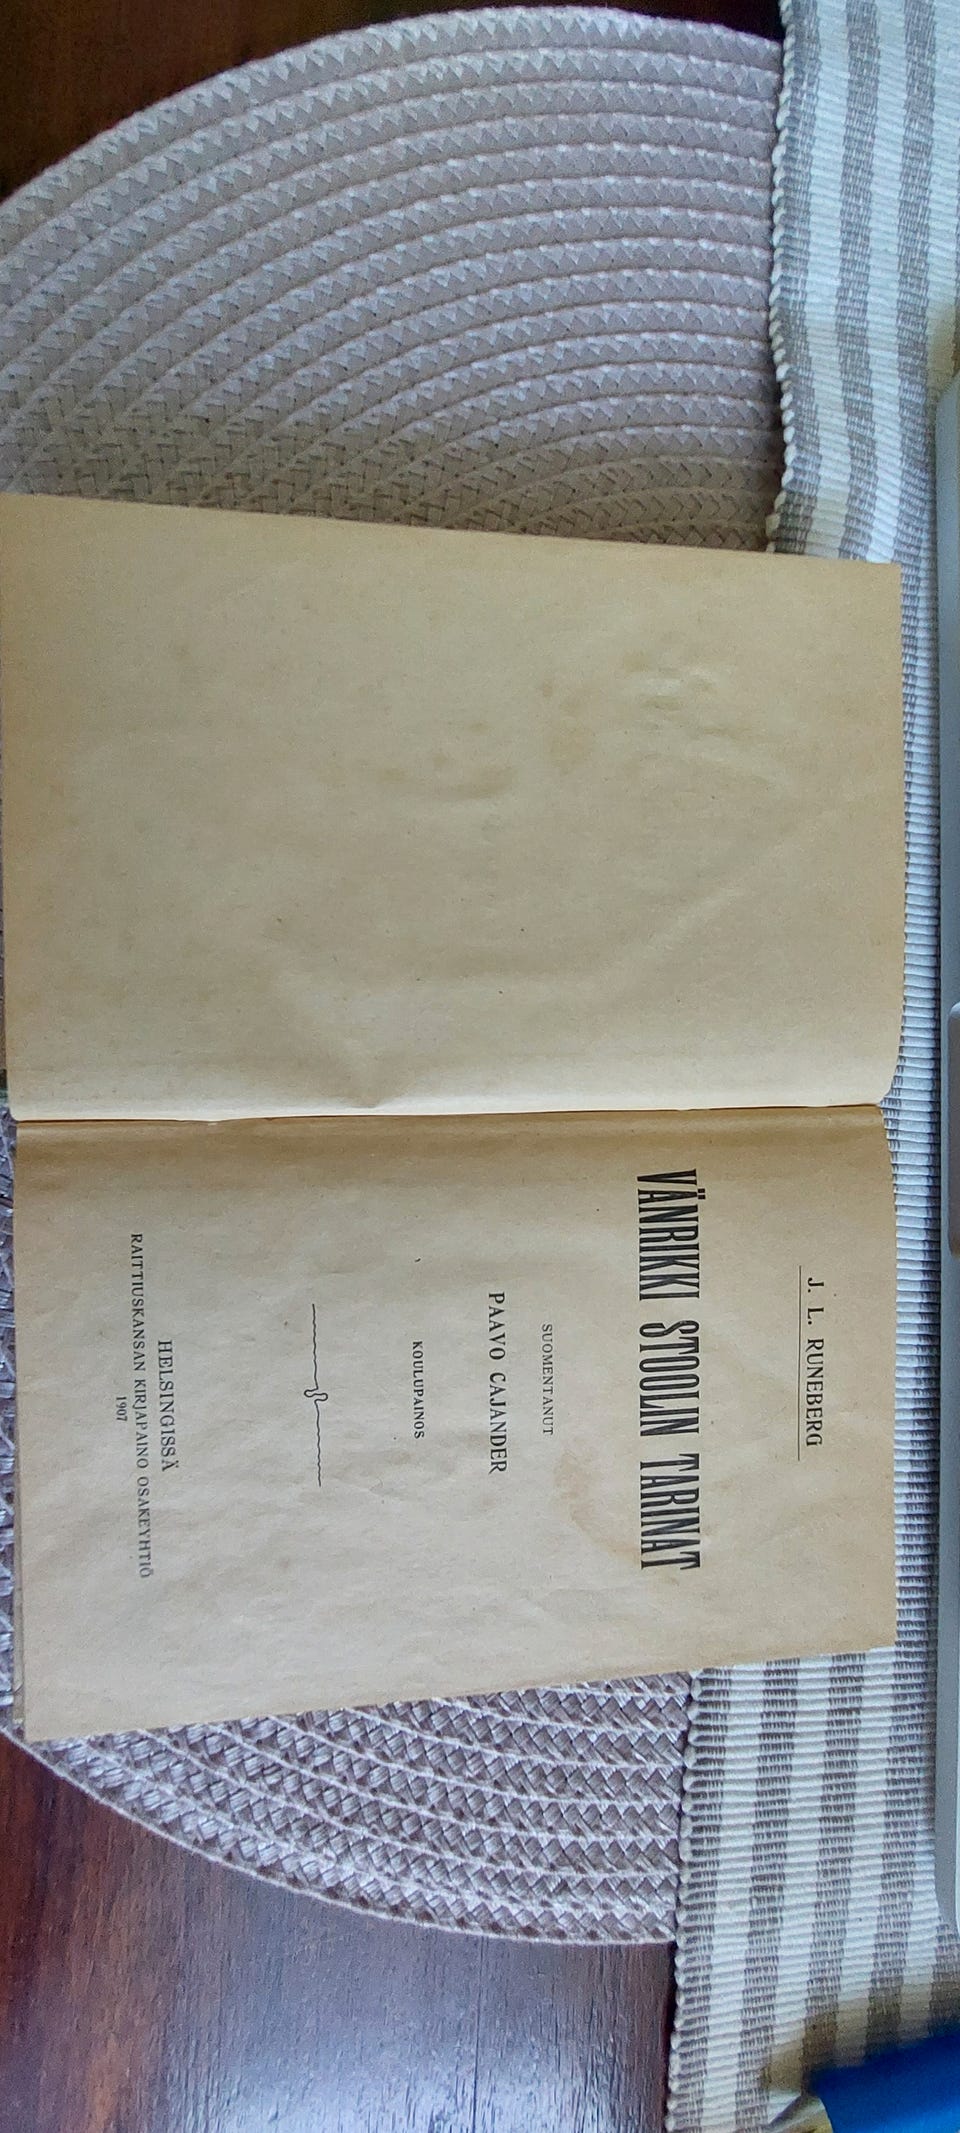 J. L. RUNEBERG
VÄNRIKKI STOOLIN TARINAT
SUOMENTANUT
PAAVO CAJANDER
KOULUPAINOS
HELSINGISSÄ
RAITTIUSKANSAN KIRJAPAINO OSAKEYHTIÖ
1907